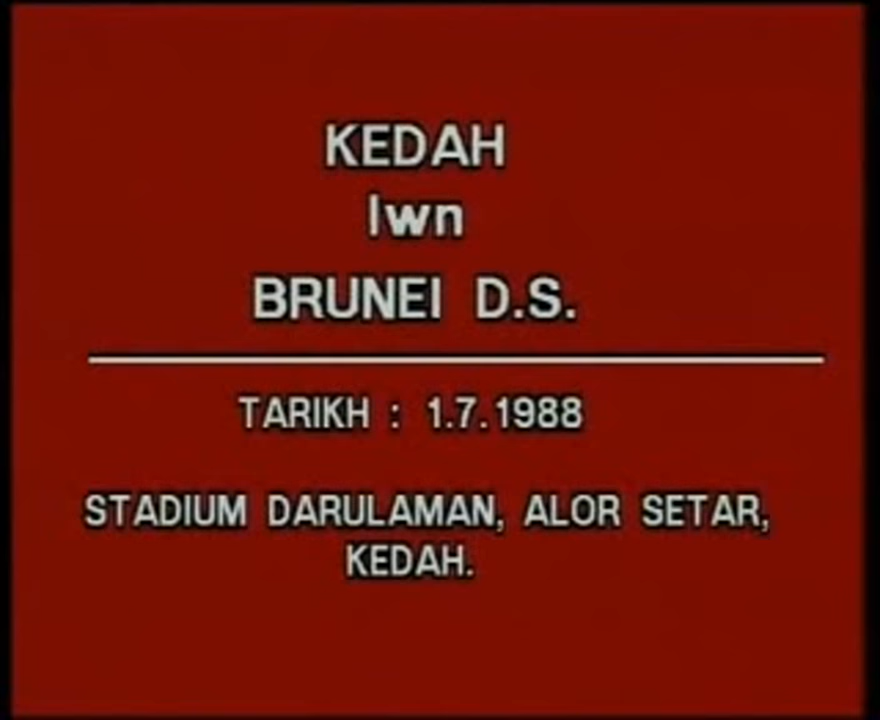 KEDAH
lwn
BRUNEI D.S.
TARIKH : 1.7.1988
STADIUM DARULAMAN, ALOR SETAR,
KEDAH.